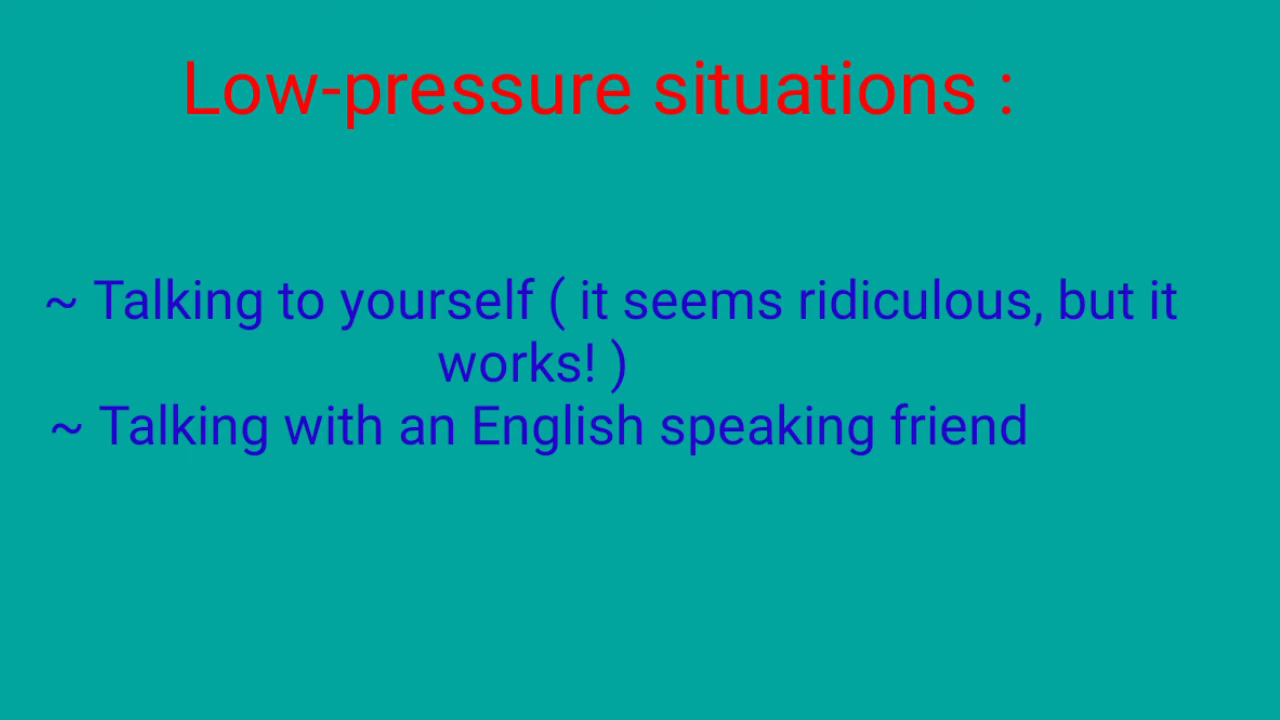 Low-pressure situations :
~ Talking to yourself ( it seems ridiculous, but it
works! )
~ Talking with an English speaking friend